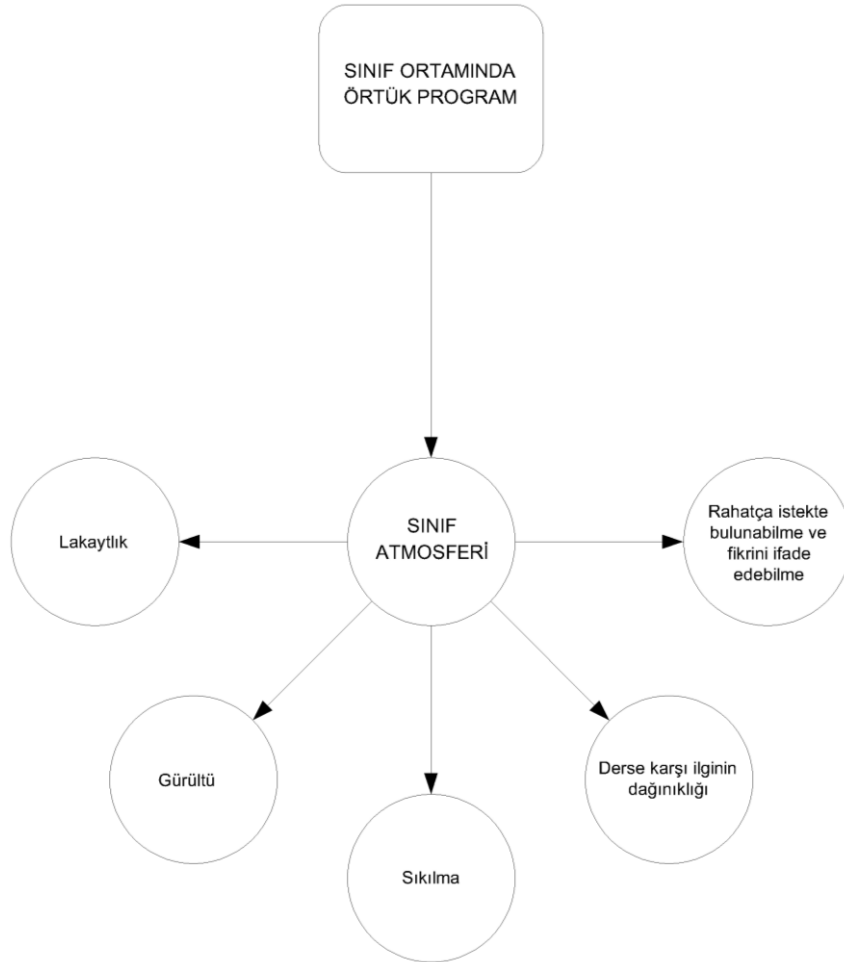 SINIF ORTAMINDA
ÖRTÜK PROGRAM
Lakaytlık
SINIF
ATMOSFERİ
Rahatça istekte
bulunabilme ve
fikrini ifade
edebilme
Gürültü
Derse karşı ilginin
dağınıklığı
Sıkılma